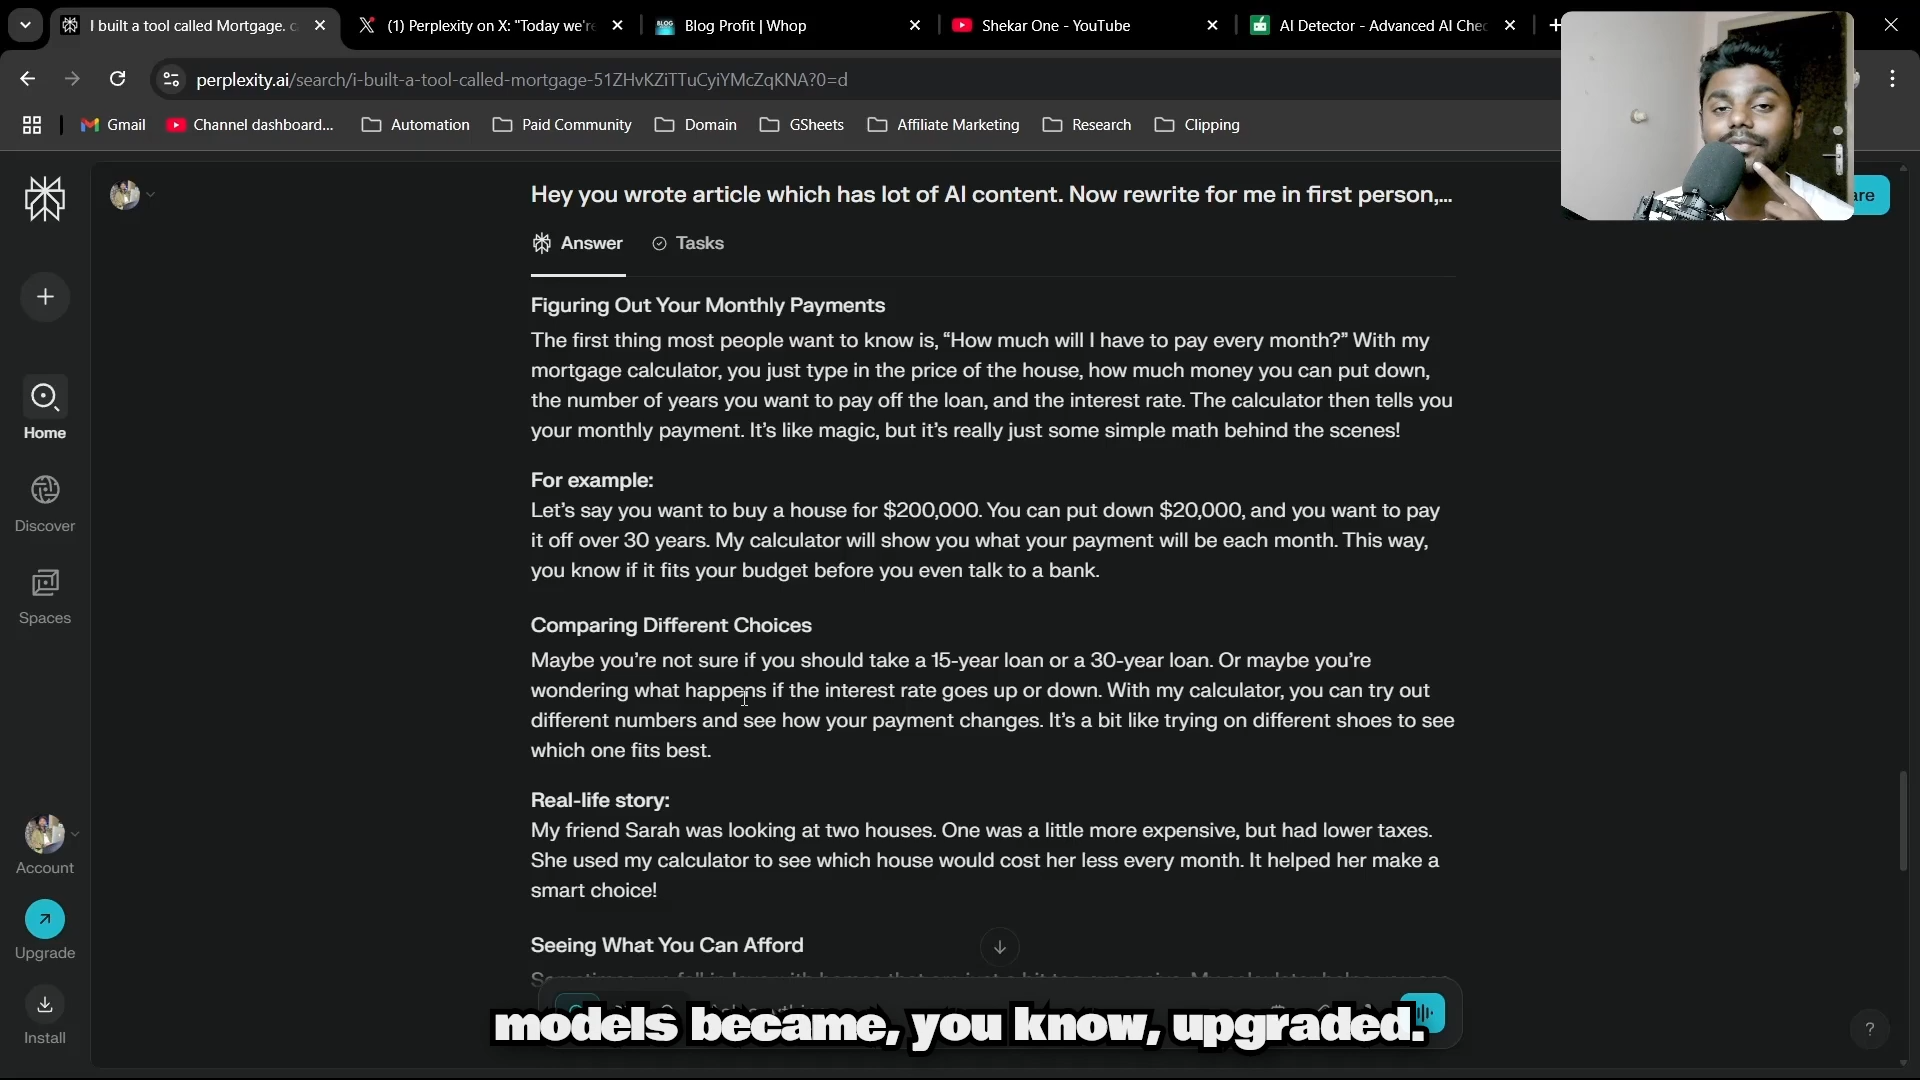 I built a tool called Mortgage.
(1) Perplexity on X: "Today we're
Blog Profit | Whop
Shekar One - YouTube
AI Detector - Advanced AI Chec
perplexity.ai/search/i-built-a-tool-called-mortgage-51ZHvKZiTTuCyiYMcZqKNA?0=d
Gmail
Channel dashboard...
Automation
Paid Community
Domain
GSheets
Affiliate Marketing
Research
Clipping
Hey you wrote article which has lot of AI content. Now rewrite for me in first person,...
Answer
Tasks
Home
Discover
Spaces
Account
Upgrade
Install
Figuring Out Your Monthly Payments
The first thing most people want to know is, “How much will I have to pay every month?” With my
mortgage calculator, you just type in the price of the house, how much money you can put down,
the number of years you want to pay off the loan, and the interest rate. The calculator then tells you
your monthly payment. It’s like magic, but it’s really just some simple math behind the scenes!
For example:
Let’s say you want to buy a house for $200,000. You can put down $20,000, and you want to pay
it off over 30 years. My calculator will show you what your payment will be each month. This way,
you know if it fits your budget before you even talk to a bank.
Comparing Different Choices
Maybe you’re not sure if you should take a 15-year loan or a 30-year loan. Or maybe you’re
wondering what happens if the interest rate goes up or down. With my calculator, you can try out
different numbers and see how your payment changes. It’s a bit like trying on different shoes to see
which one fits best.
Real-life story:
My friend Sarah was looking at two houses. One was a little more expensive, but had lower taxes.
She used my calculator to see which house would cost her less every month. It helped her make a
smart choice!
Seeing What You Can Afford
models became, you know, upgraded.